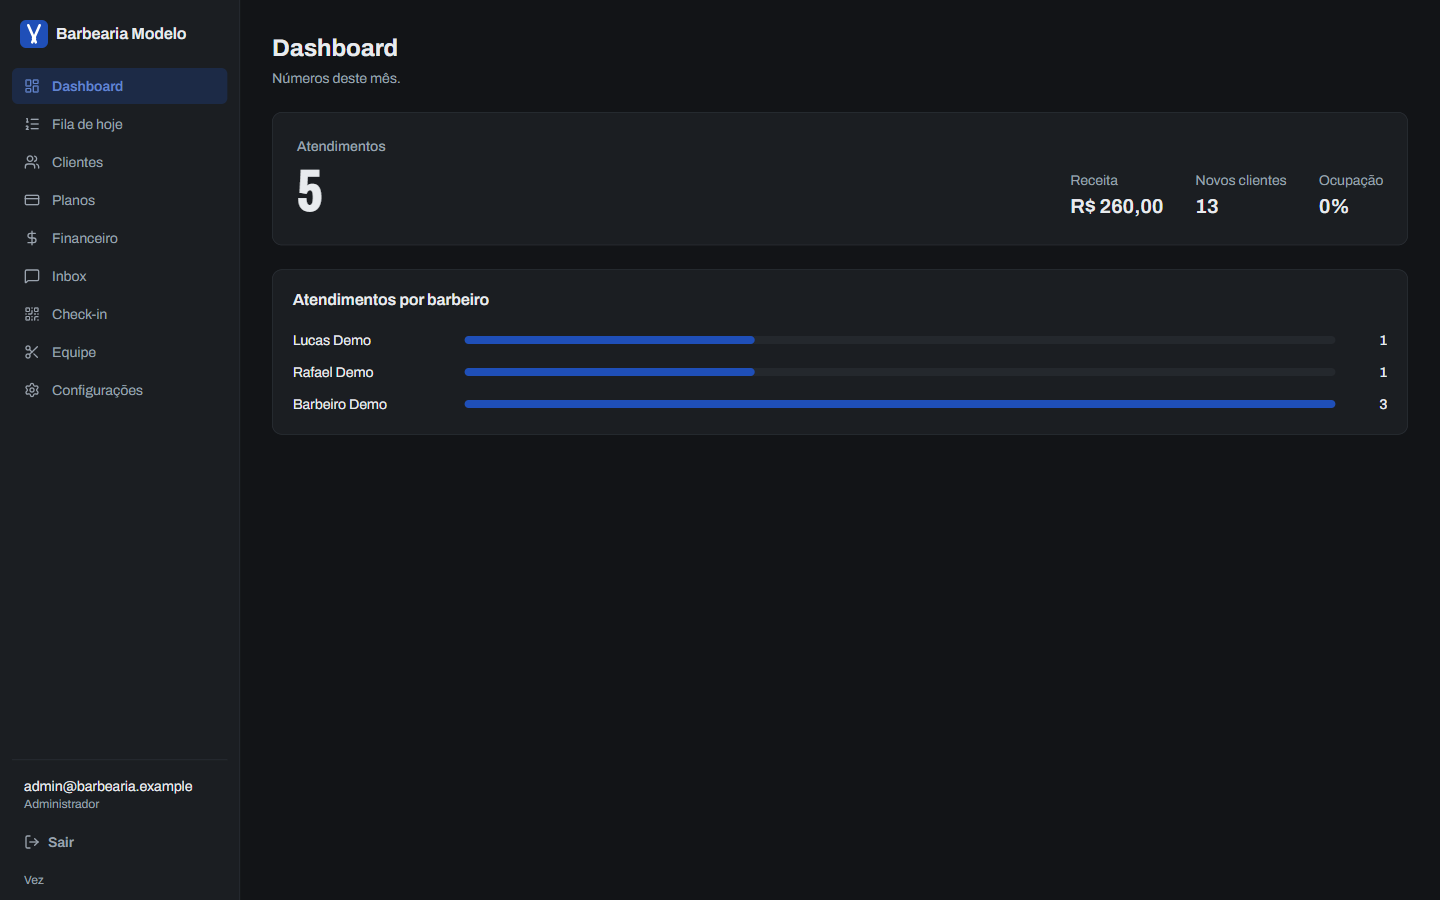 Barbearia Modelo
Dashboard
Fila de hoje
Clientes
Planos
Financeiro
Inbox
Check-in
Equipe
Configurações
admin@barbearia.example
Administrador
Sair
Vez
Dashboard
Números deste mês.
Atendimentos
5
Receita
R$ 260,00
Novos clientes
13
Ocupação
0%
Atendimentos por barbeiro
Lucas Demo 1
Rafael Demo 1
Barbeiro Demo 3